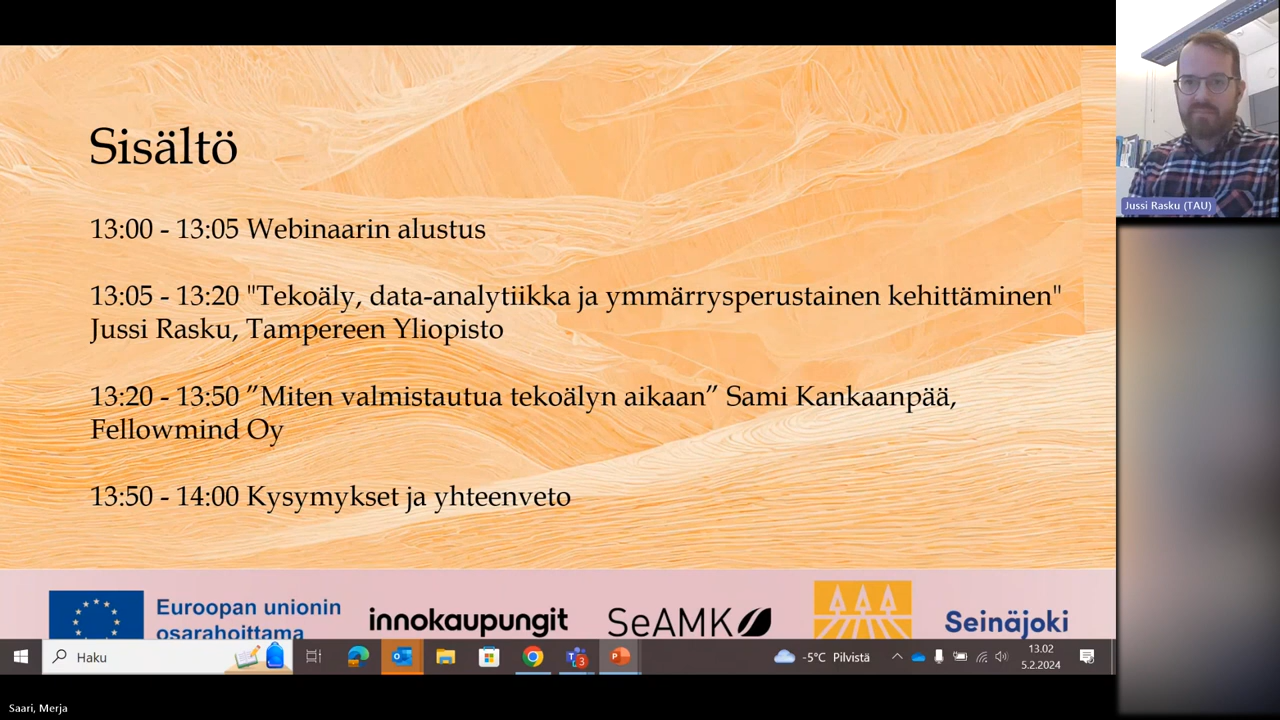 Sisältö
13:00 - 13:05 Webinaarin alustus
13:05 - 13:20 "Tekoäly, data-analytiikka ja ymmärrysperustainen kehittäminen"
Jussi Rasku, Tampereen Yliopisto
13:20 - 13:50 ”Miten valmistautua tekoälyn aikaan” Sami Kankaanpää,
Fellowmind Oy
13:50 - 14:00 Kysymykset ja yhteenveto
Euroopan unionin
osarahoittama
innokaupungit
SeAMK
Seinäjoki
Jussi Rasku (TAU)
Haku
3
-5°C Pilvistä
13.02
5.2.2024
Saari, Merja